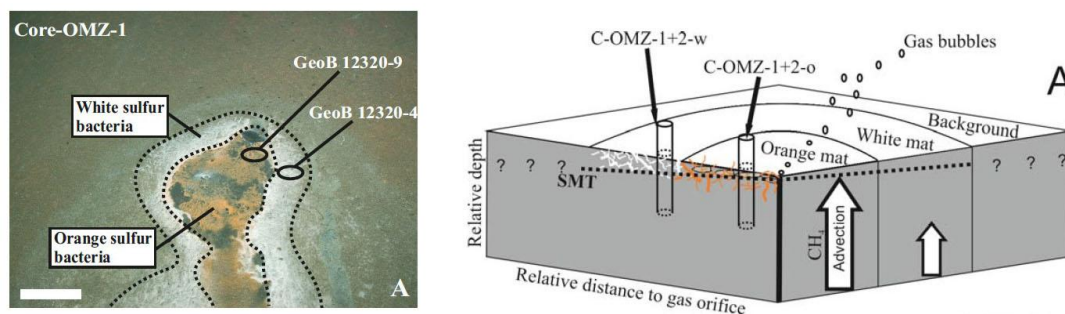 Core-OMZ-1
GeoB 12320-9
GeoB 12320-4
White sulfur
bacteria
Orange sulfur
bacteria
A
C-OMZ-1+2-w
C-OMZ-1+2-o
Gas bubbles
A
Background
White mat
Orange mat
? ? ?
? ? ?
SMT
Relative depth
CH4
Advection
Relative distance to gas orifice